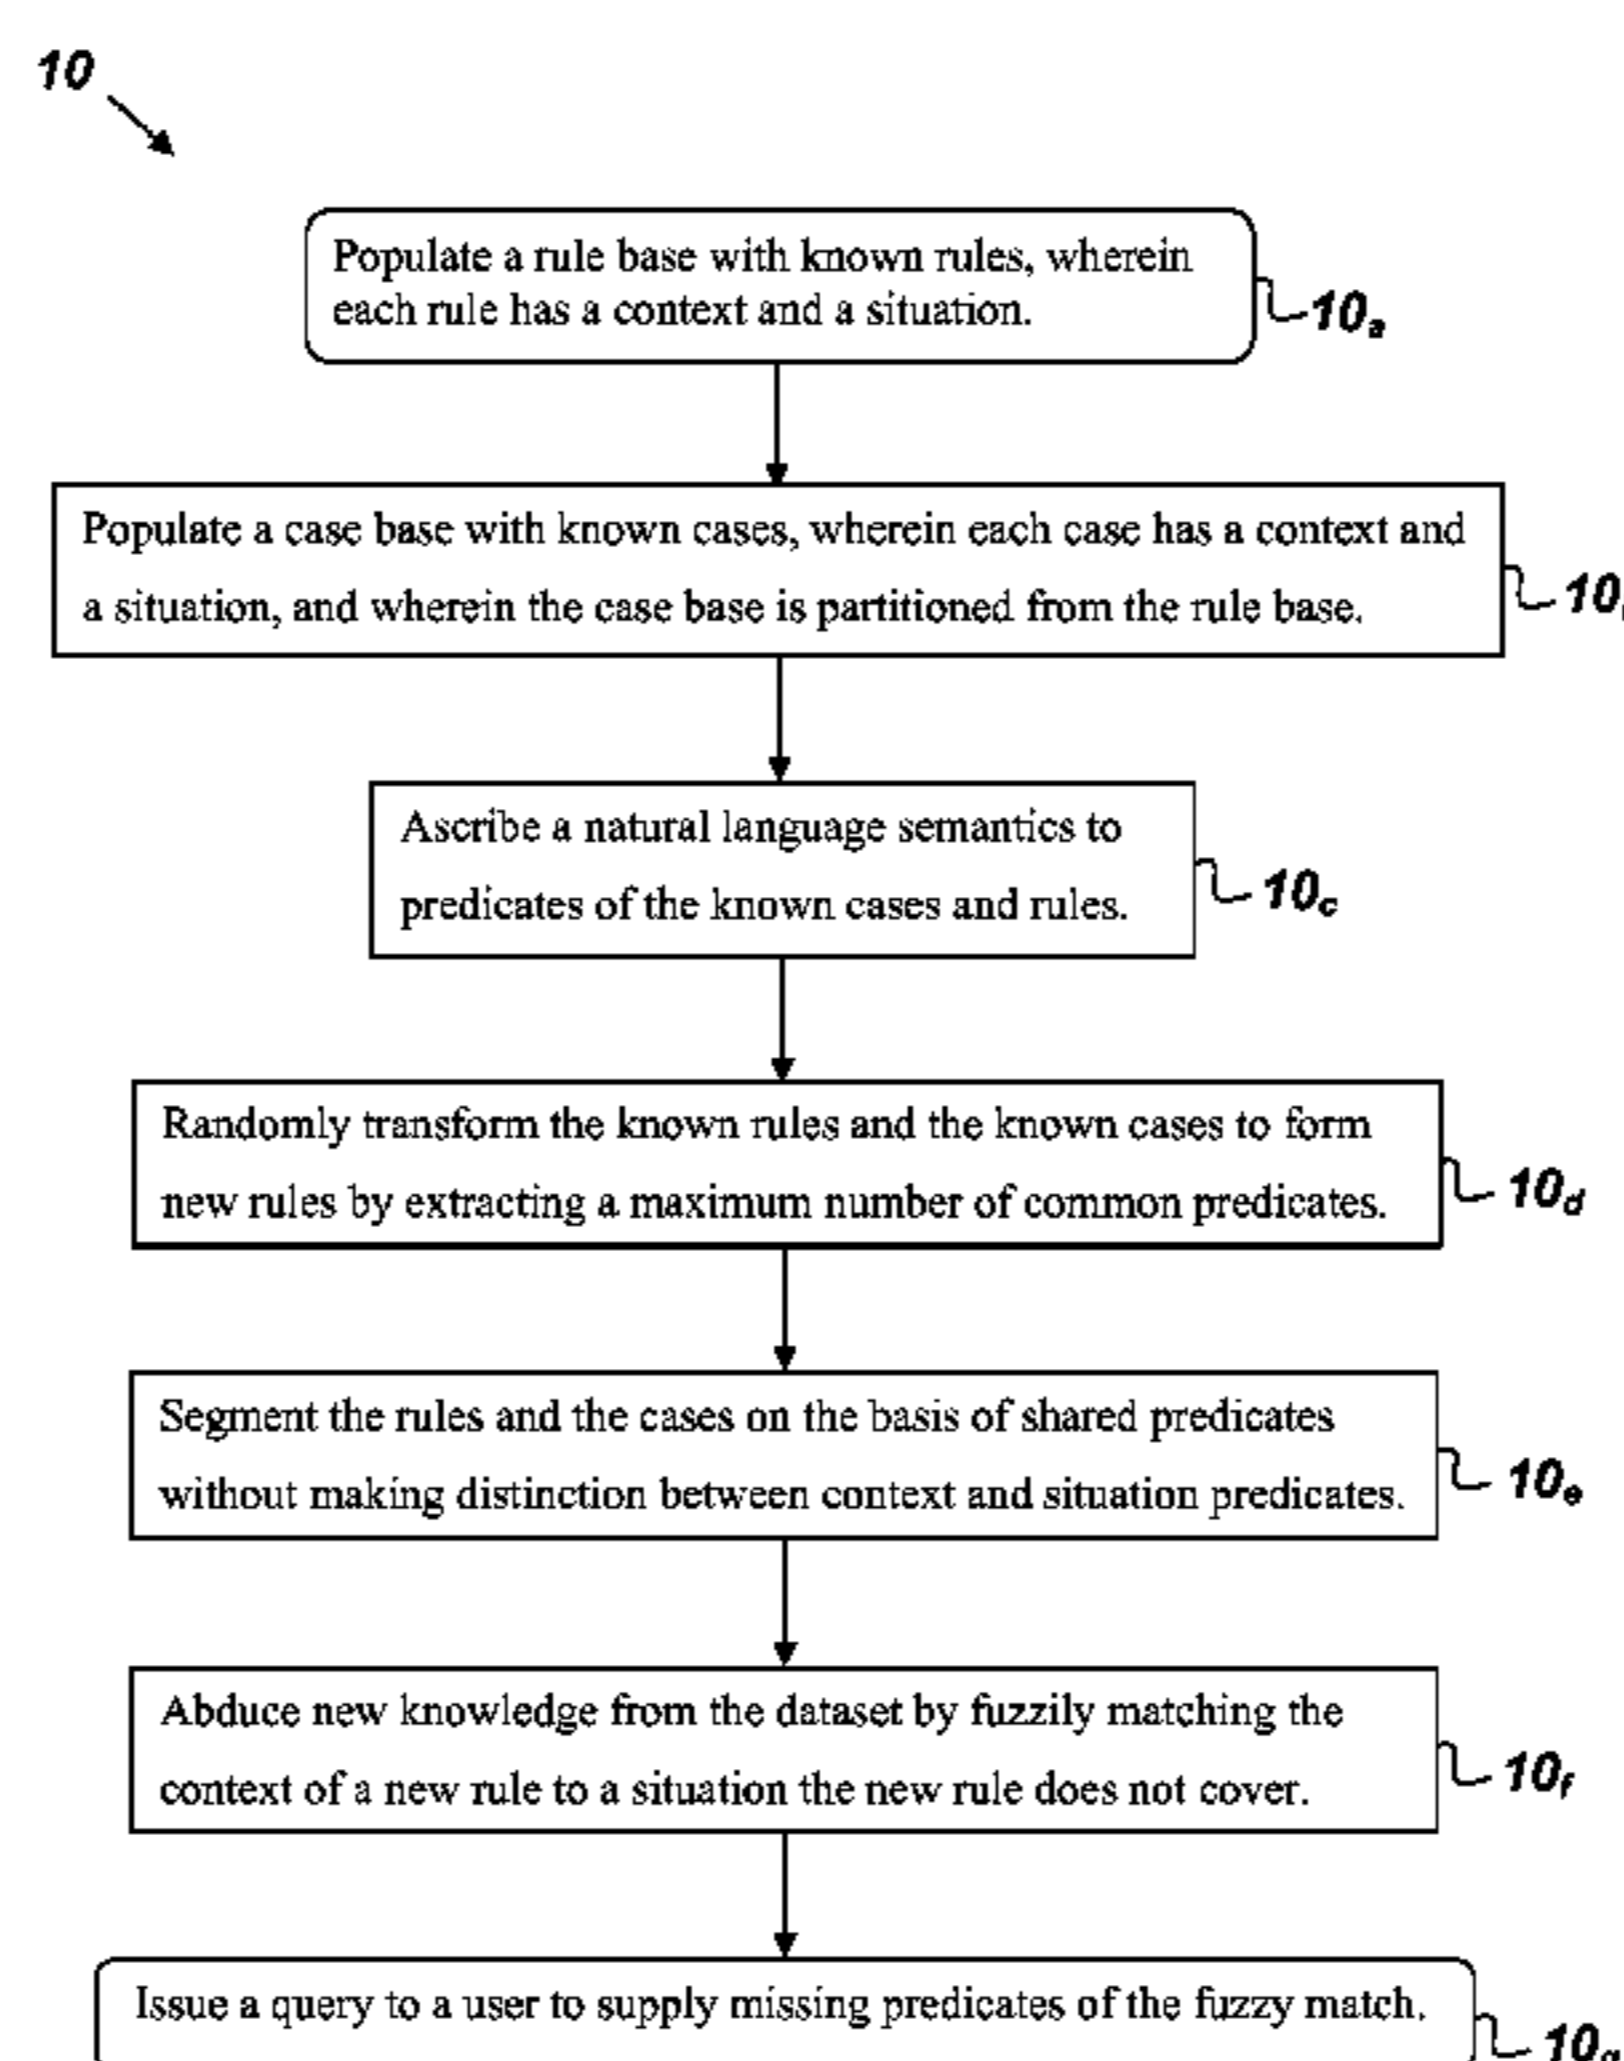 10
Populate a rule base with known rules, wherein
each rule has a context and a situation.
10a
Populate a case base with known cases, wherein each case has a context and
a situation, and wherein the case base is partitioned from the rule base.
10
Ascribe a natural language semantics to
predicates of the known cases and rules.
10c
Randomly transform the known rules and the known cases to form
new rules by extracting a maximum number of common predicates.
10d
Segment the rules and the cases on the basis of shared predicates
without making distinction between context and situation predicates.
10e
Abduce new knowledge from the dataset by fuzzily matching the
context of a new rule to a situation the new rule does not cover.
10f
Issue a query to a user to supply missing predicates of the fuzzy match.
10g